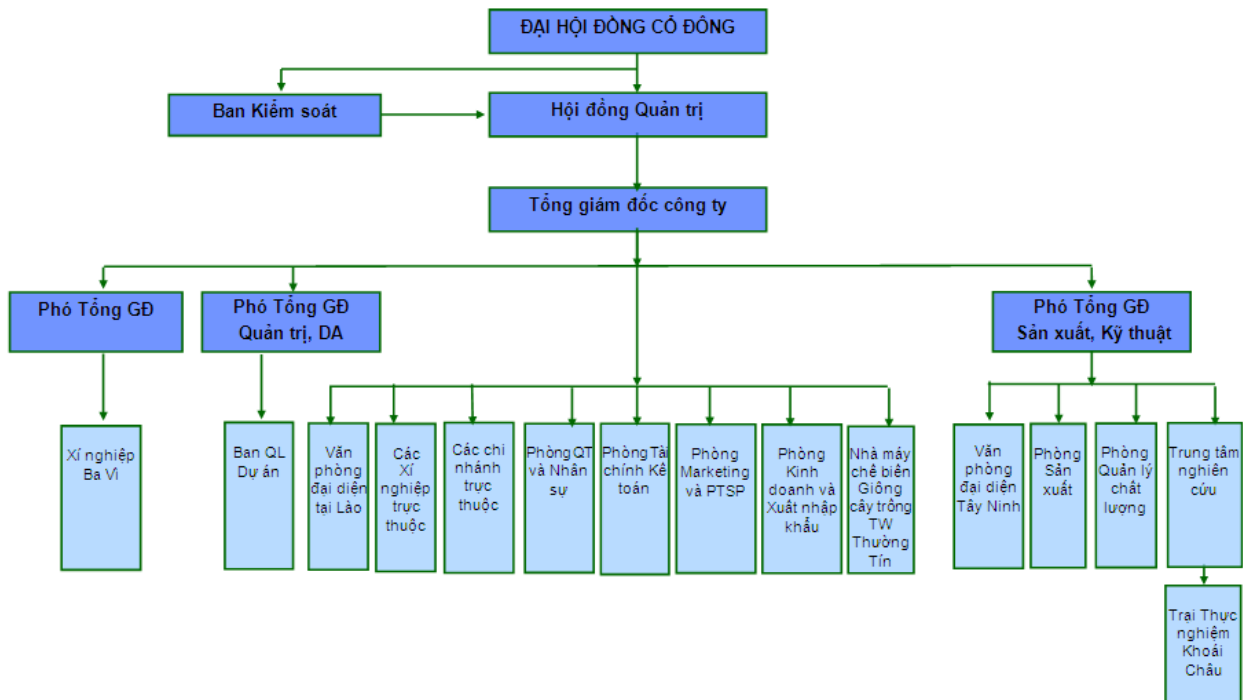 ĐẠI HỘI ĐỒNG CỔ ĐÔNG
Ban Kiểm soát
Hội đồng Quản trị
Tổng giám đốc công ty
Phó Tổng GĐ
Phó Tổng GĐ
Quản trị, DA
Phó Tổng GĐ
Sản xuất, Kỹ thuật
Xí nghiệp
Ba Vì
Ban QL
Dự án
Văn
phòng
đại diện
tại Lào
Các
Xí
nghiệp
trực
thuộc
Các chi
nhánh
trực
thuộc
Phòng QT
và Nhân
sự
Phòng Tài
chính Kế
toán
Phòng
Marketing
và PTSP
Phòng
Kinh
doanh và
Xuất nhập
khẩu
Nhà máy
chế biến
Giống
cây trồng
TW
Thường
Tín
Văn
phòng
đại diện
Tây Ninh
Phòng
Sản
xuất
Phòng
Quản lý
chất
lượng
Trung tâm
nghiên
cứu
Trại Thực
nghiệm
Khoái
Châu